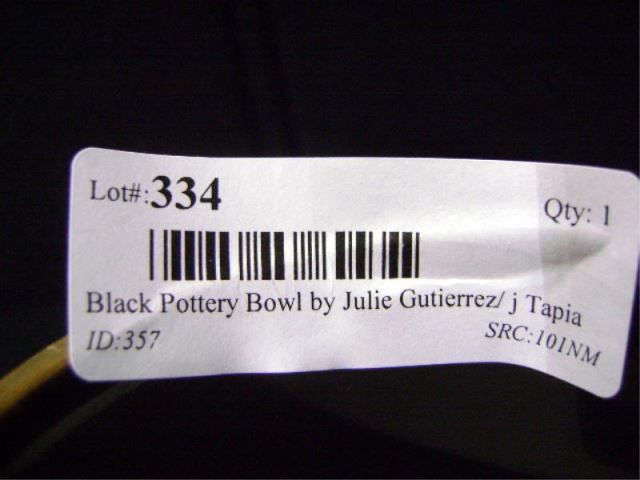 Lot#:334
Qty: 1
Black Pottery Bowl by Julie Gutierrez/ j Tapia
ID:357
SRC:101NM